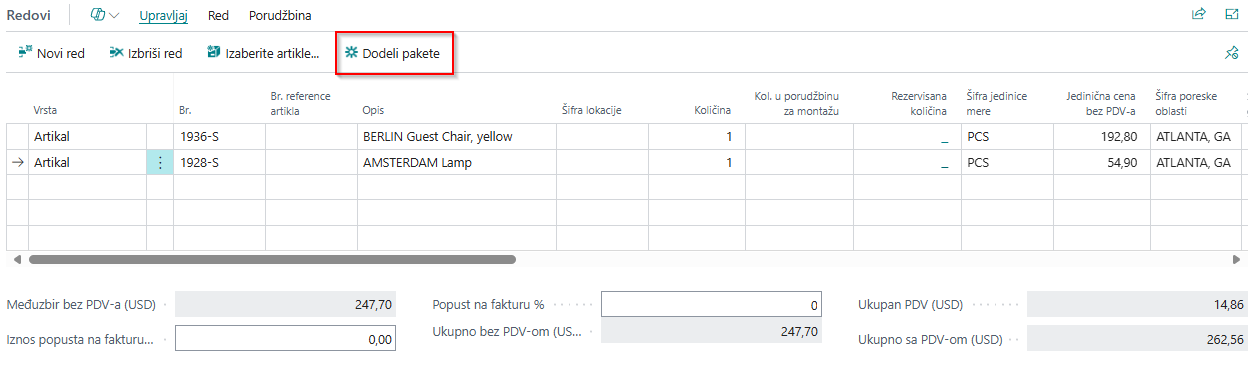 Redovi Upravljaj Red Porudžbina
Novi red Izbriši red Izaberite artikle... Dodeli pakete
Vrsta Br. Br. reference artikla Opis Šifra lokacije Količina Kol. u porudžbinu za montažu Rezervisana količina Šifra jedinice mere Jedinična cena bez PDV-a Šifra poreske oblasti
Artikal 1936-S BERLIN Guest Chair, yellow 1 _ PCS 192,80 ATLANTA, GA
Artikal 1928-S AMSTERDAM Lamp 1 _ PCS 54,90 ATLANTA, GA
Međuzbir bez PDV-a (USD) 247,70 Popust na fakturu % 0 Ukupan PDV (USD) 14,86
Iznos popusta na fakturu... 0,00 Ukupno bez PDV-om (US... 247,70 Ukupno sa PDV-om (USD) 262,56